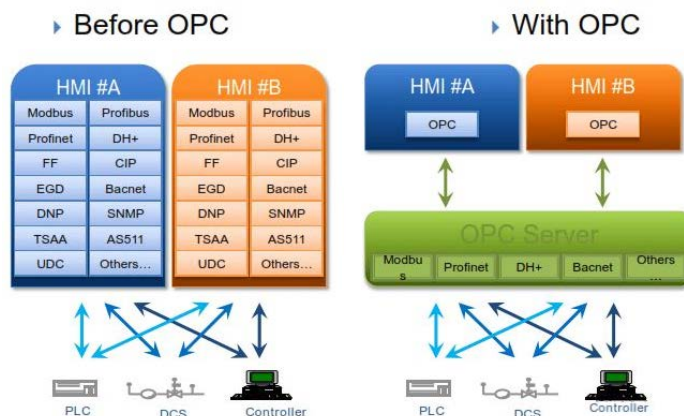 Before OPC
HMI #A
Modbus Profibus
Profinet DH+
FF CIP
EGD Bacnet
DNP SNMP
TSAA AS511
UDC Others...
HMI #B
Modbus Profibus
Profinet DH+
FF CIP
EGD Bacnet
DNP SNMP
TSAA AS511
UDC Others...
PLC DCS Controller
With OPC
HMI #A
OPC
HMI #B
OPC
OPC Server
Modbu
s
Profinet
DH+
Bacnet
Others
...
PLC DCS Controller